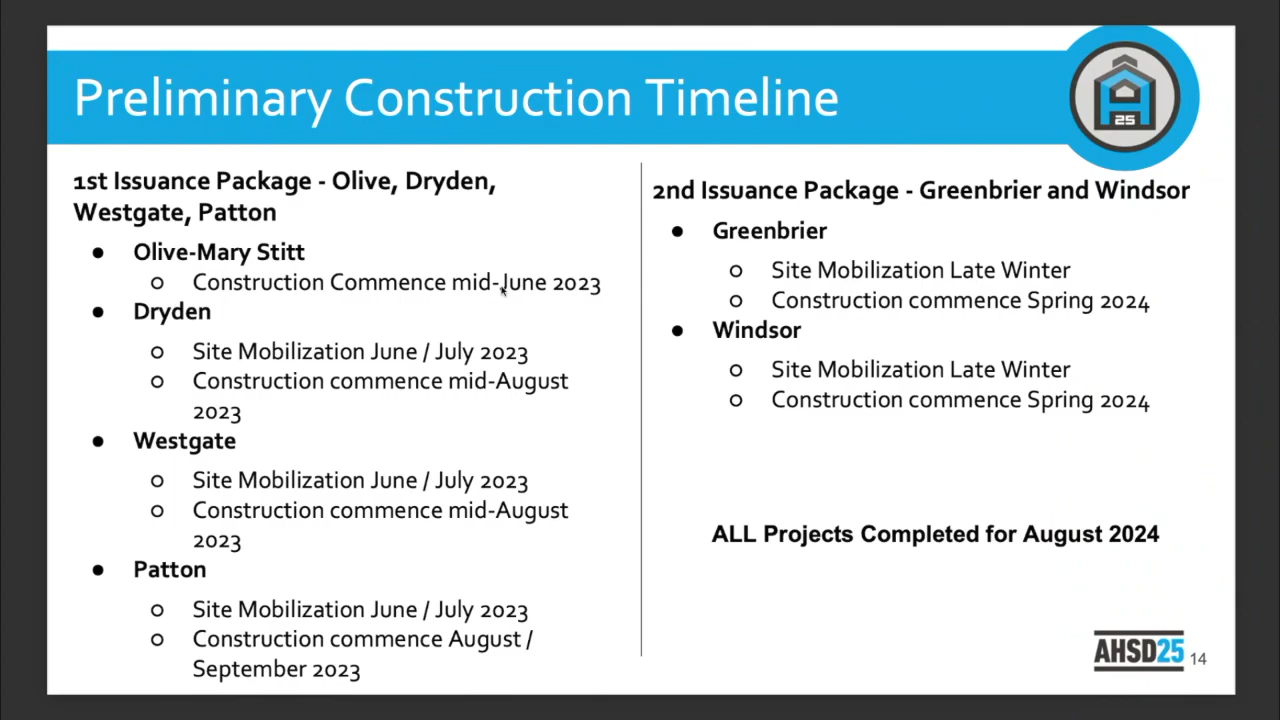 Preliminary Construction Timeline
25
1st Issuance Package - Olive, Dryden,
Westgate, Patton
● Olive-Mary Stitt
○ Construction Commence mid-June 2023
● Dryden
○ Site Mobilization June / July 2023
○ Construction commence mid-August
2023
● Westgate
○ Site Mobilization June / July 2023
○ Construction commence mid-August
2023
● Patton
○ Site Mobilization June / July 2023
○ Construction commence August /
September 2023
2nd Issuance Package - Greenbrier and Windsor
● Greenbrier
○ Site Mobilization Late Winter
○ Construction commence Spring 2024
● Windsor
○ Site Mobilization Late Winter
○ Construction commence Spring 2024
ALL Projects Completed for August 2024
AHSD25 14